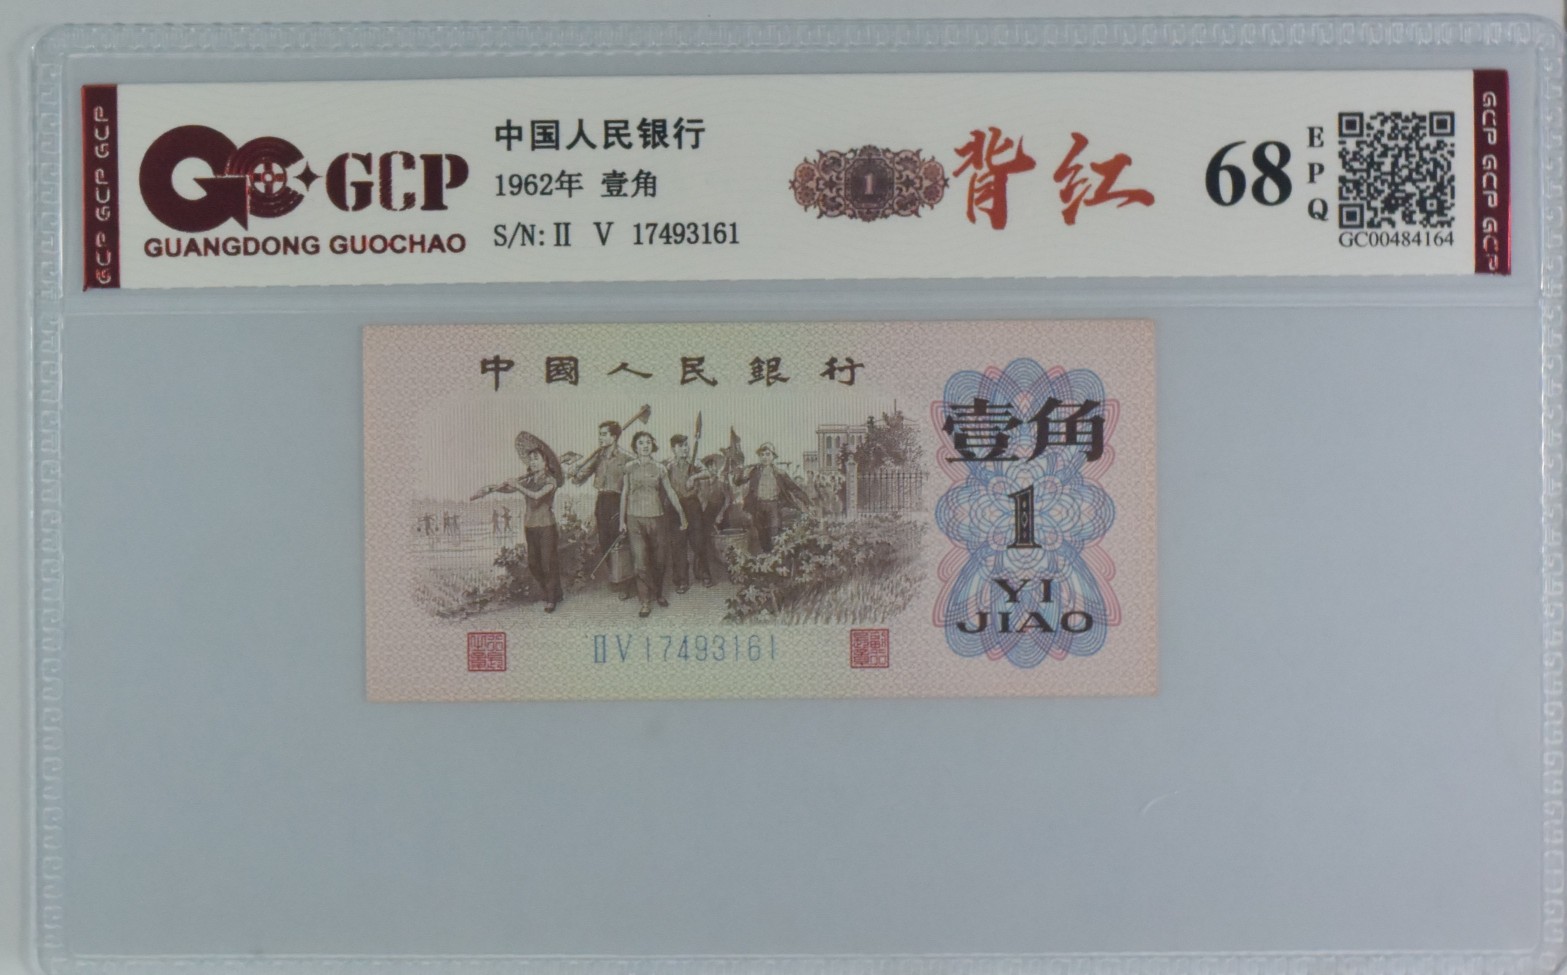 GCP GCP GCP
GCP
GUANGDONG GUOCHAO
中国人民银行
1962年 壹角
S/N: Ⅱ V 17493161
1
背红
68
EPQ
GC00484164
GCP GCP GCP
中國人民銀行
壹角
1
YI
JIAO
ⅡV17493161